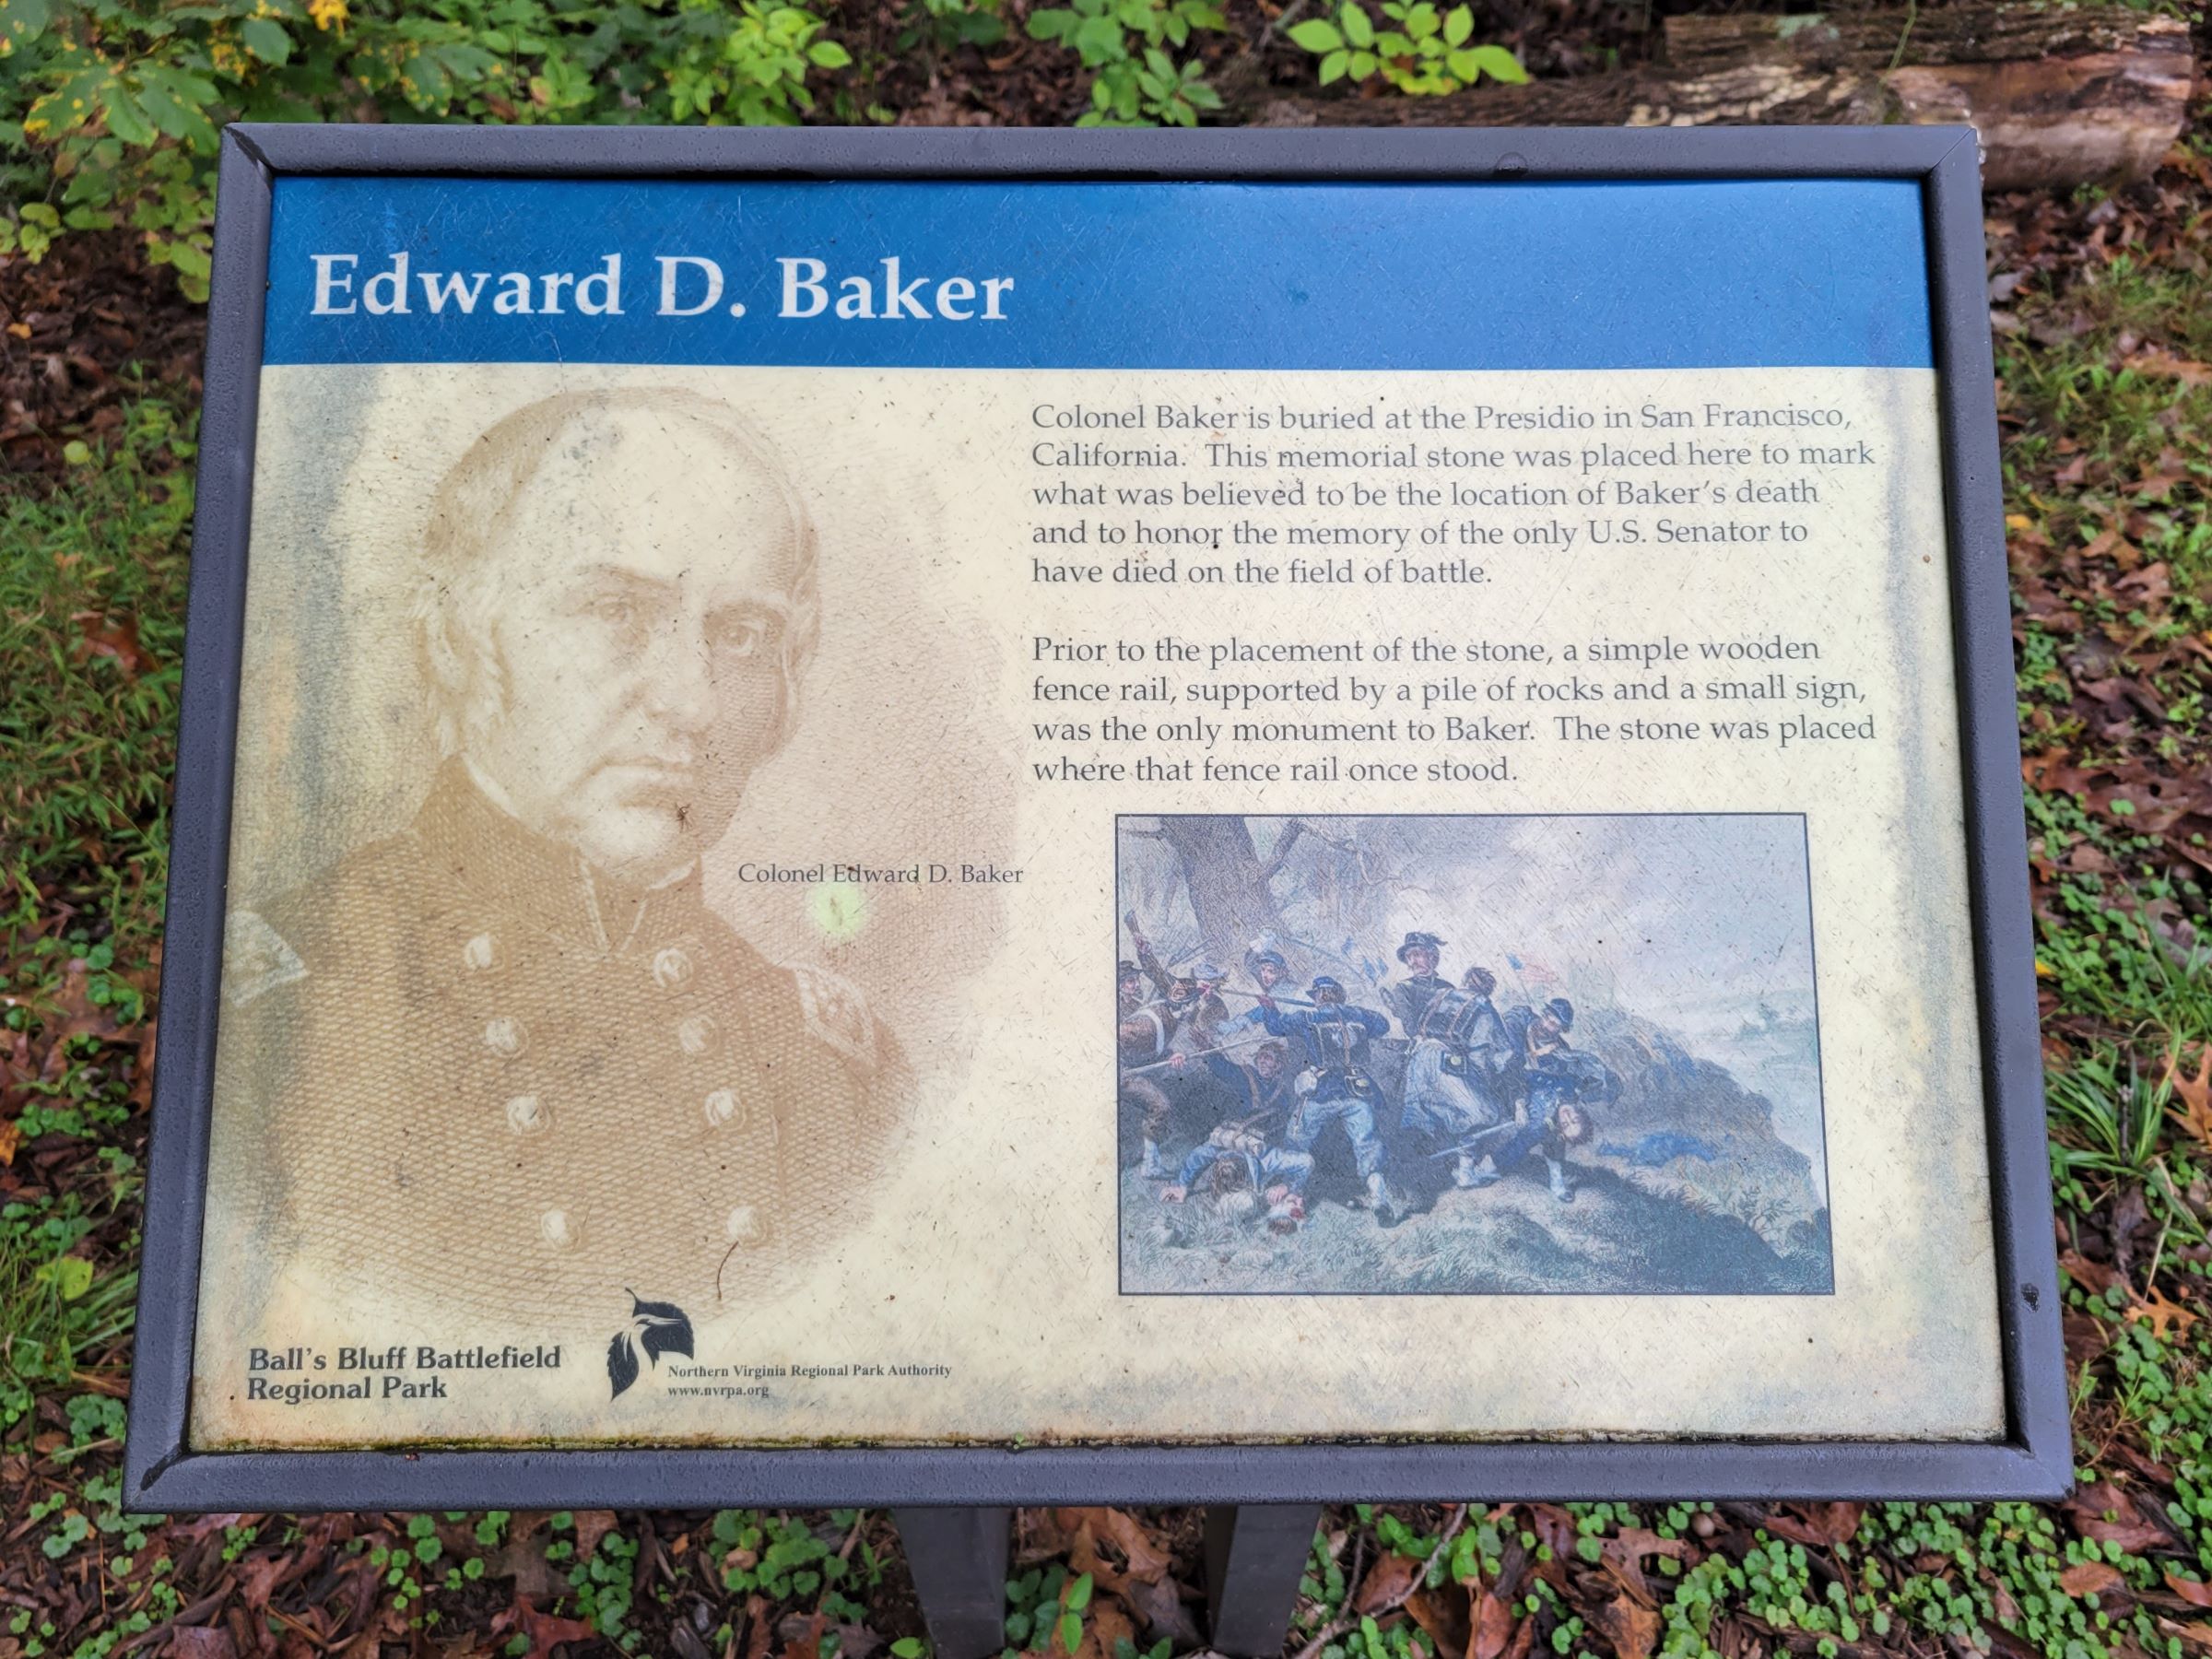 Edward D. Baker
Colonel Baker is buried at the Presidio in San Francisco,
California. This memorial stone was placed here to mark
what was believed to be the location of Baker's death
and to honor the memory of the only U.S. Senator to
have died on the field of battle.
Prior to the placement of the stone, a simple wooden
fence rail, supported by a pile of rocks and a small sign,
was the only monument to Baker. The stone was placed
where that fence rail once stood.
Colonel Edward D. Baker
Ball's Bluff Battlefield
Regional Park
Northern Virginia Regional Park Authority
www.nvrpa.org